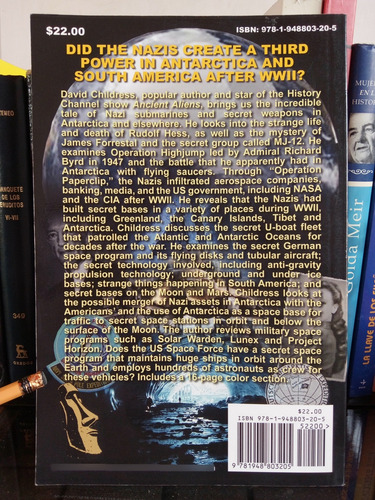 $22.00
ISBN: 978-1-948803-20-5
DID THE NAZIS CREATE A THIRD
POWER IN ANTARCTICA AND
SOUTH AMERICA AFTER WWII?
David Childress, popular author and star of the History
Channel show Ancient Aliens, brings us the incredible
tale of Nazi submarines and secret weapons in
Antarctica and elsewhere. He looks into the strange life
and death of Rudolf Hess, as well as the mystery of
James Forrestal and the secret group called MJ-12. He
examines Operation Highjump led by Admiral Richard
Byrd in 1947 and the battle that he apparently had in
Antarctica with flying saucers. Through “Operation
Paperclip,” the Nazis infiltrated aerospace companies,
banking, media, and the US government, including NASA
and the CIA after WWII. He reveals that the Nazis had
built secret bases in a variety of places during WWII,
including Greenland, the Canary Islands, Tibet and
Antarctica. Childress discusses the secret U-boat fleet
that patrolled the Atlantic and Antarctic Oceans for
decades after the war. He examines the secret German
space program and its flying disks and tubular aircraft;
the secret technology involved, including anti-gravity
propulsion technology; underground and under ice
bases; strange things happening in South America; and
secret bases on the Moon and Mars. Childress looks at
the possible merger of Nazi assets in Antarctica with the
Americans’ and the use of Antarctica as a space base for
traffic to secret space stations in orbit and below the
surface of the Moon. The author reviews military space
programs such as Solar Warden, Lunex and Project
Horizon. Does the US Space Force have a secret space
program that maintains huge ships in orbit around the
Earth and employs hundreds of astronauts as crew for
these vehicles? Includes a 16-page color section.
$22.00
ISBN 978-1-948803-20-5
52200>
9 781948 803205
VI-VII
349
GREDOS
MUJE
EN L
Golda Meir